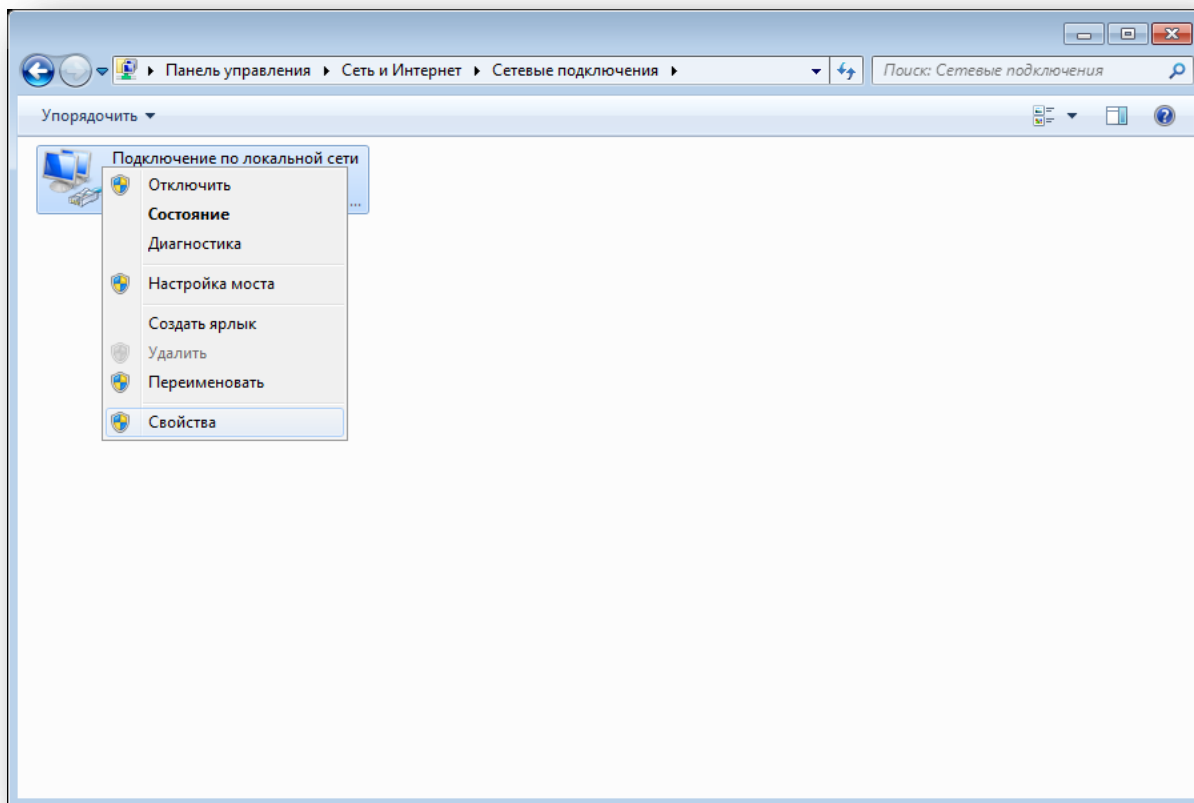 Панель управления Сеть и Интернет Сетевые подключения Поиск: Сетевые подключения
Упорядочить
Подключение по локальной сети
...
Отключить
Состояние
Диагностика
Настройка моста
Создать ярлык
Удалить
Переименовать
Свойства